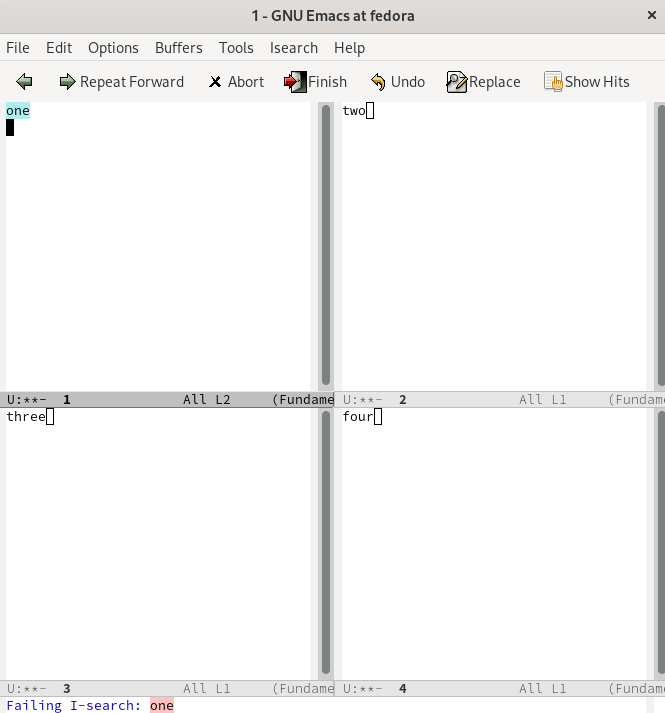 1 - GNU Emacs at fedora ×
File Edit Options Buffers Tools Isearch Help
Repeat Forward Abort Finish Undo Replace Show Hits
one
two
U:**- 1 All L2 (Fundame
U:**- 2 All L1 (Fundame
three
four
U:**- 3 All L1 (Fundame
U:**- 4 All L1 (Fundame
Failing I-search: one